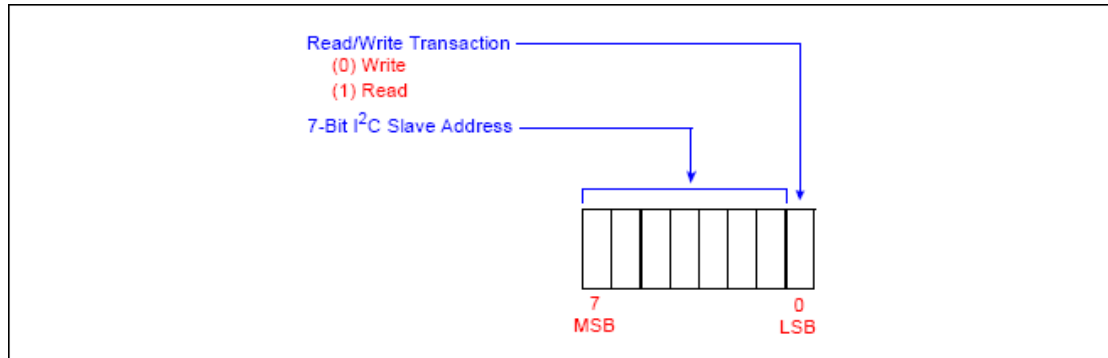 Read/Write Transaction
(0) Write
(1) Read
7-Bit I²C Slave Address
7 0
MSB LSB